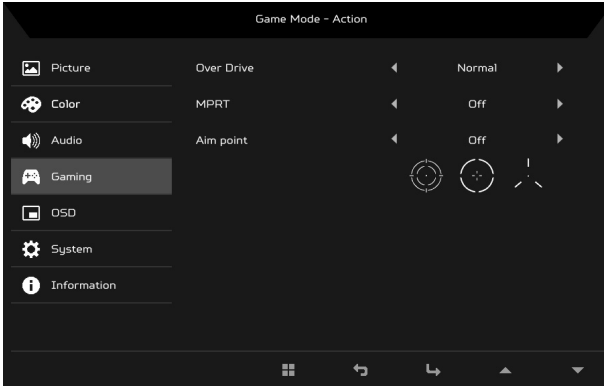 Game Mode - Action
Picture
Over Drive Normal
Color
MPRT Off
Audio
Aim point Off
Gaming
OSD
System
Information